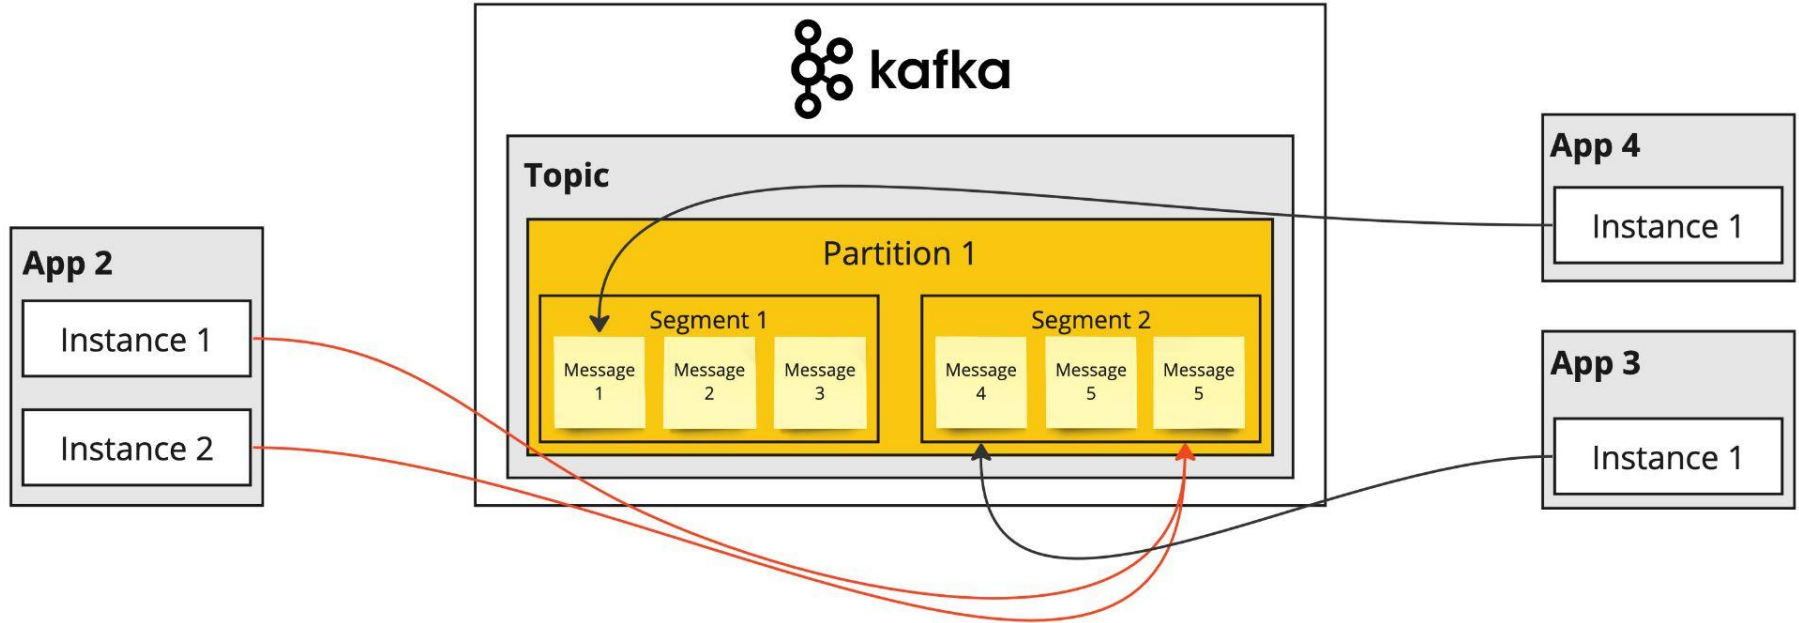 kafka
Topic
Partition 1
Segment 1
Message
1
Message
2
Message
3
Segment 2
Message
4
Message
5
Message
5
App 2
Instance 1
Instance 2
App 4
Instance 1
App 3
Instance 1